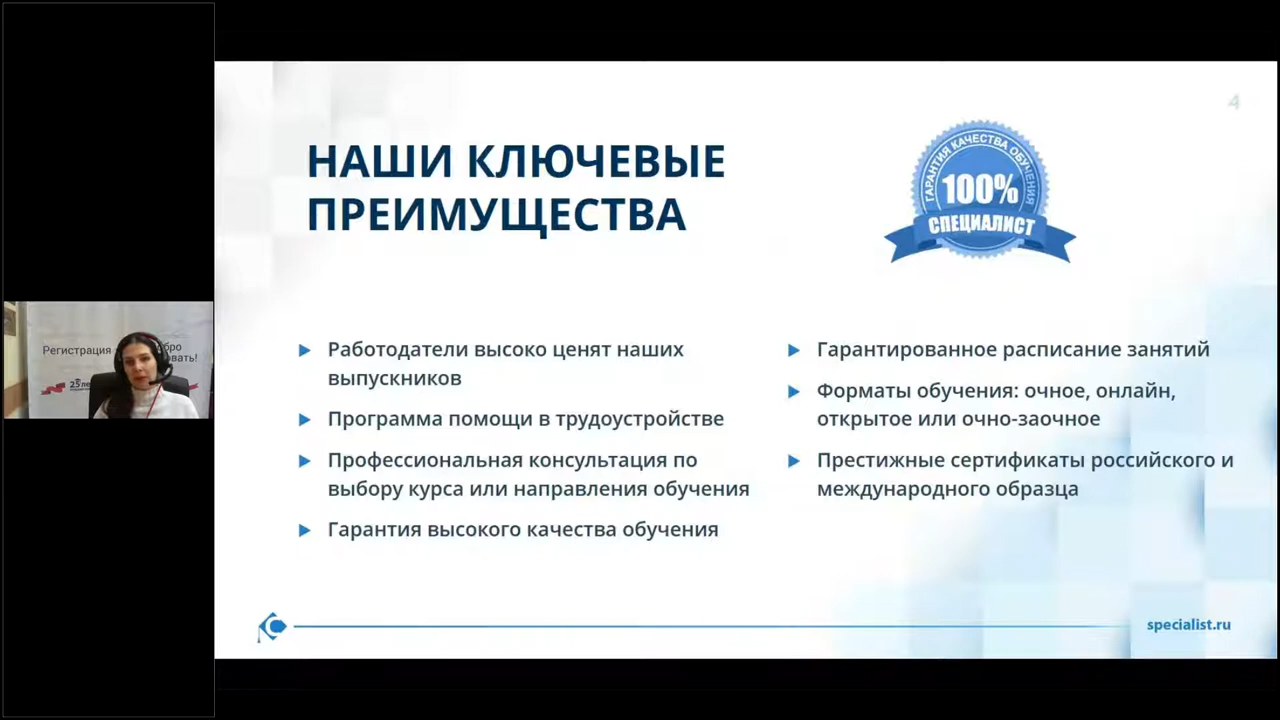 4
НАШИ КЛЮЧЕВЫЕ
ПРЕИМУЩЕСТВА
ГАРАНТИЯ КАЧЕСТВА ОБУЧЕНИЯ
100%
СПЕЦИАЛИСТ
Работодатели высоко ценят наших
выпускников
Программа помощи в трудоустройстве
Профессиональная консультация по
выбору курса или направления обучения
Гарантия высокого качества обучения
Гарантированное расписание занятий
Форматы обучения: очное, онлайн,
открытое или очно-заочное
Престижные сертификаты российского и
международного образца
specialist.ru
Регистрация
25 ле